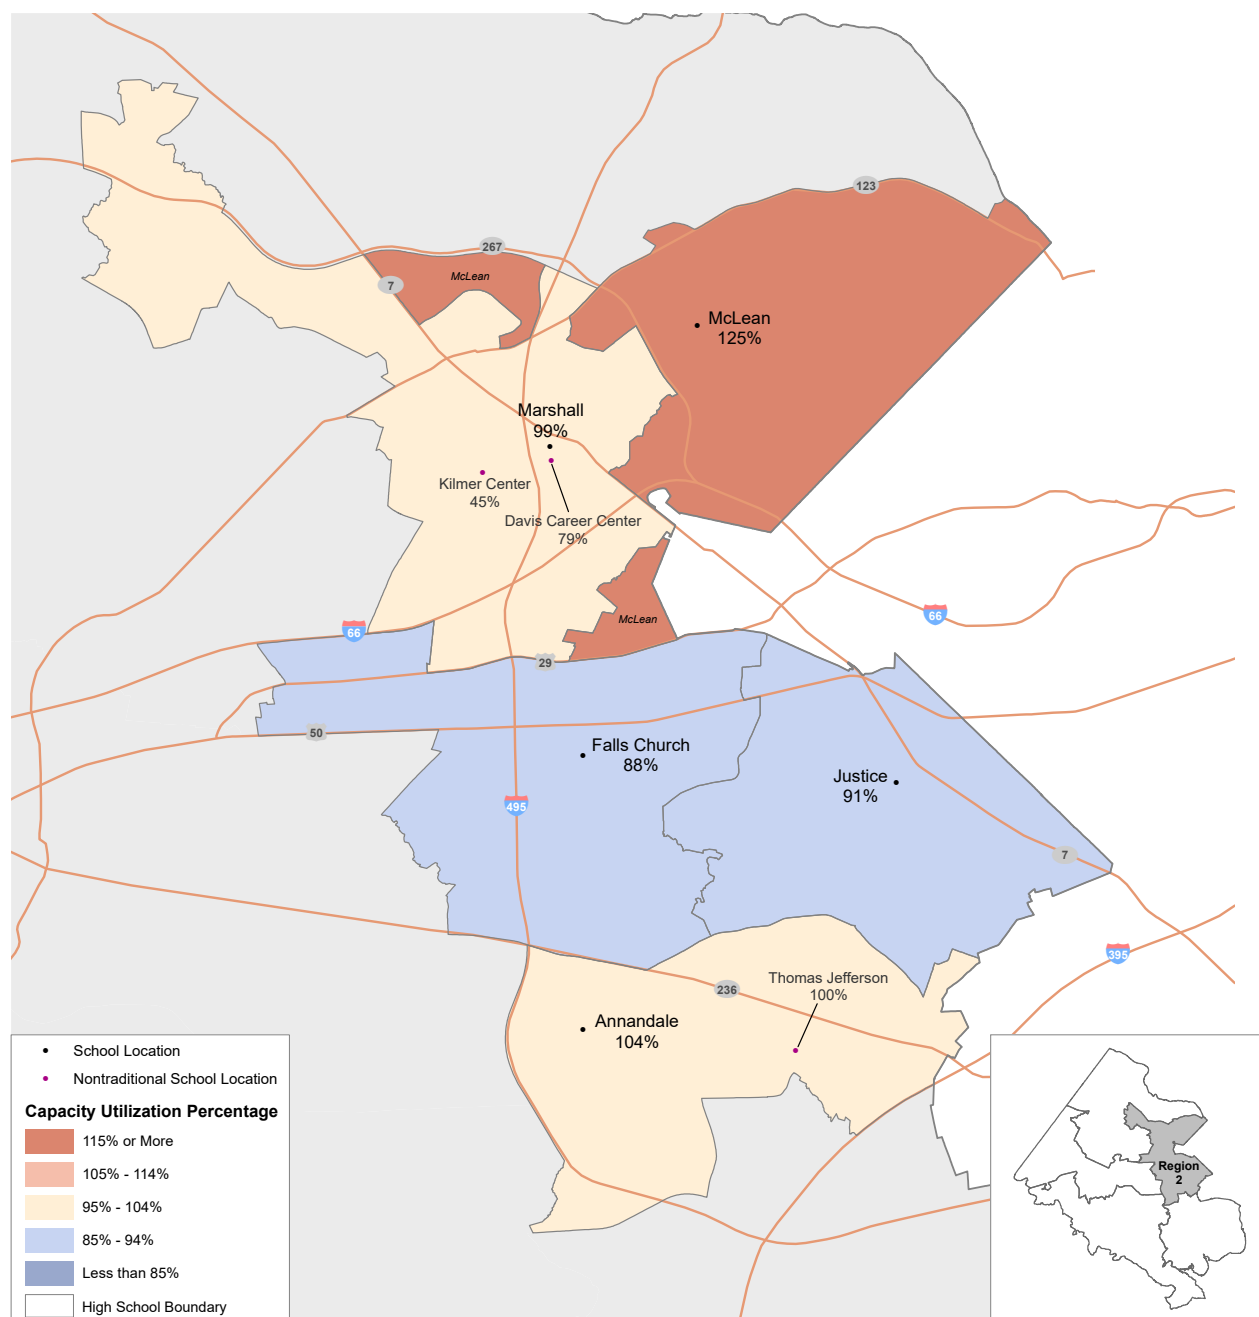 123
267
7
McLean
McLean
125%
Marshall
99%
Kilmer Center
45%
Davis Career Center
79%
66
66
McLean
29
50
Falls Church
88%
Justice
91%
495
7
395
Thomas Jefferson
100%
236
Annandale
104%
School Location
Nontraditional School Location
Capacity Utilization Percentage
115% or More
105% - 114%
95% - 104%
85% - 94%
Less than 85%
High School Boundary
Region
2